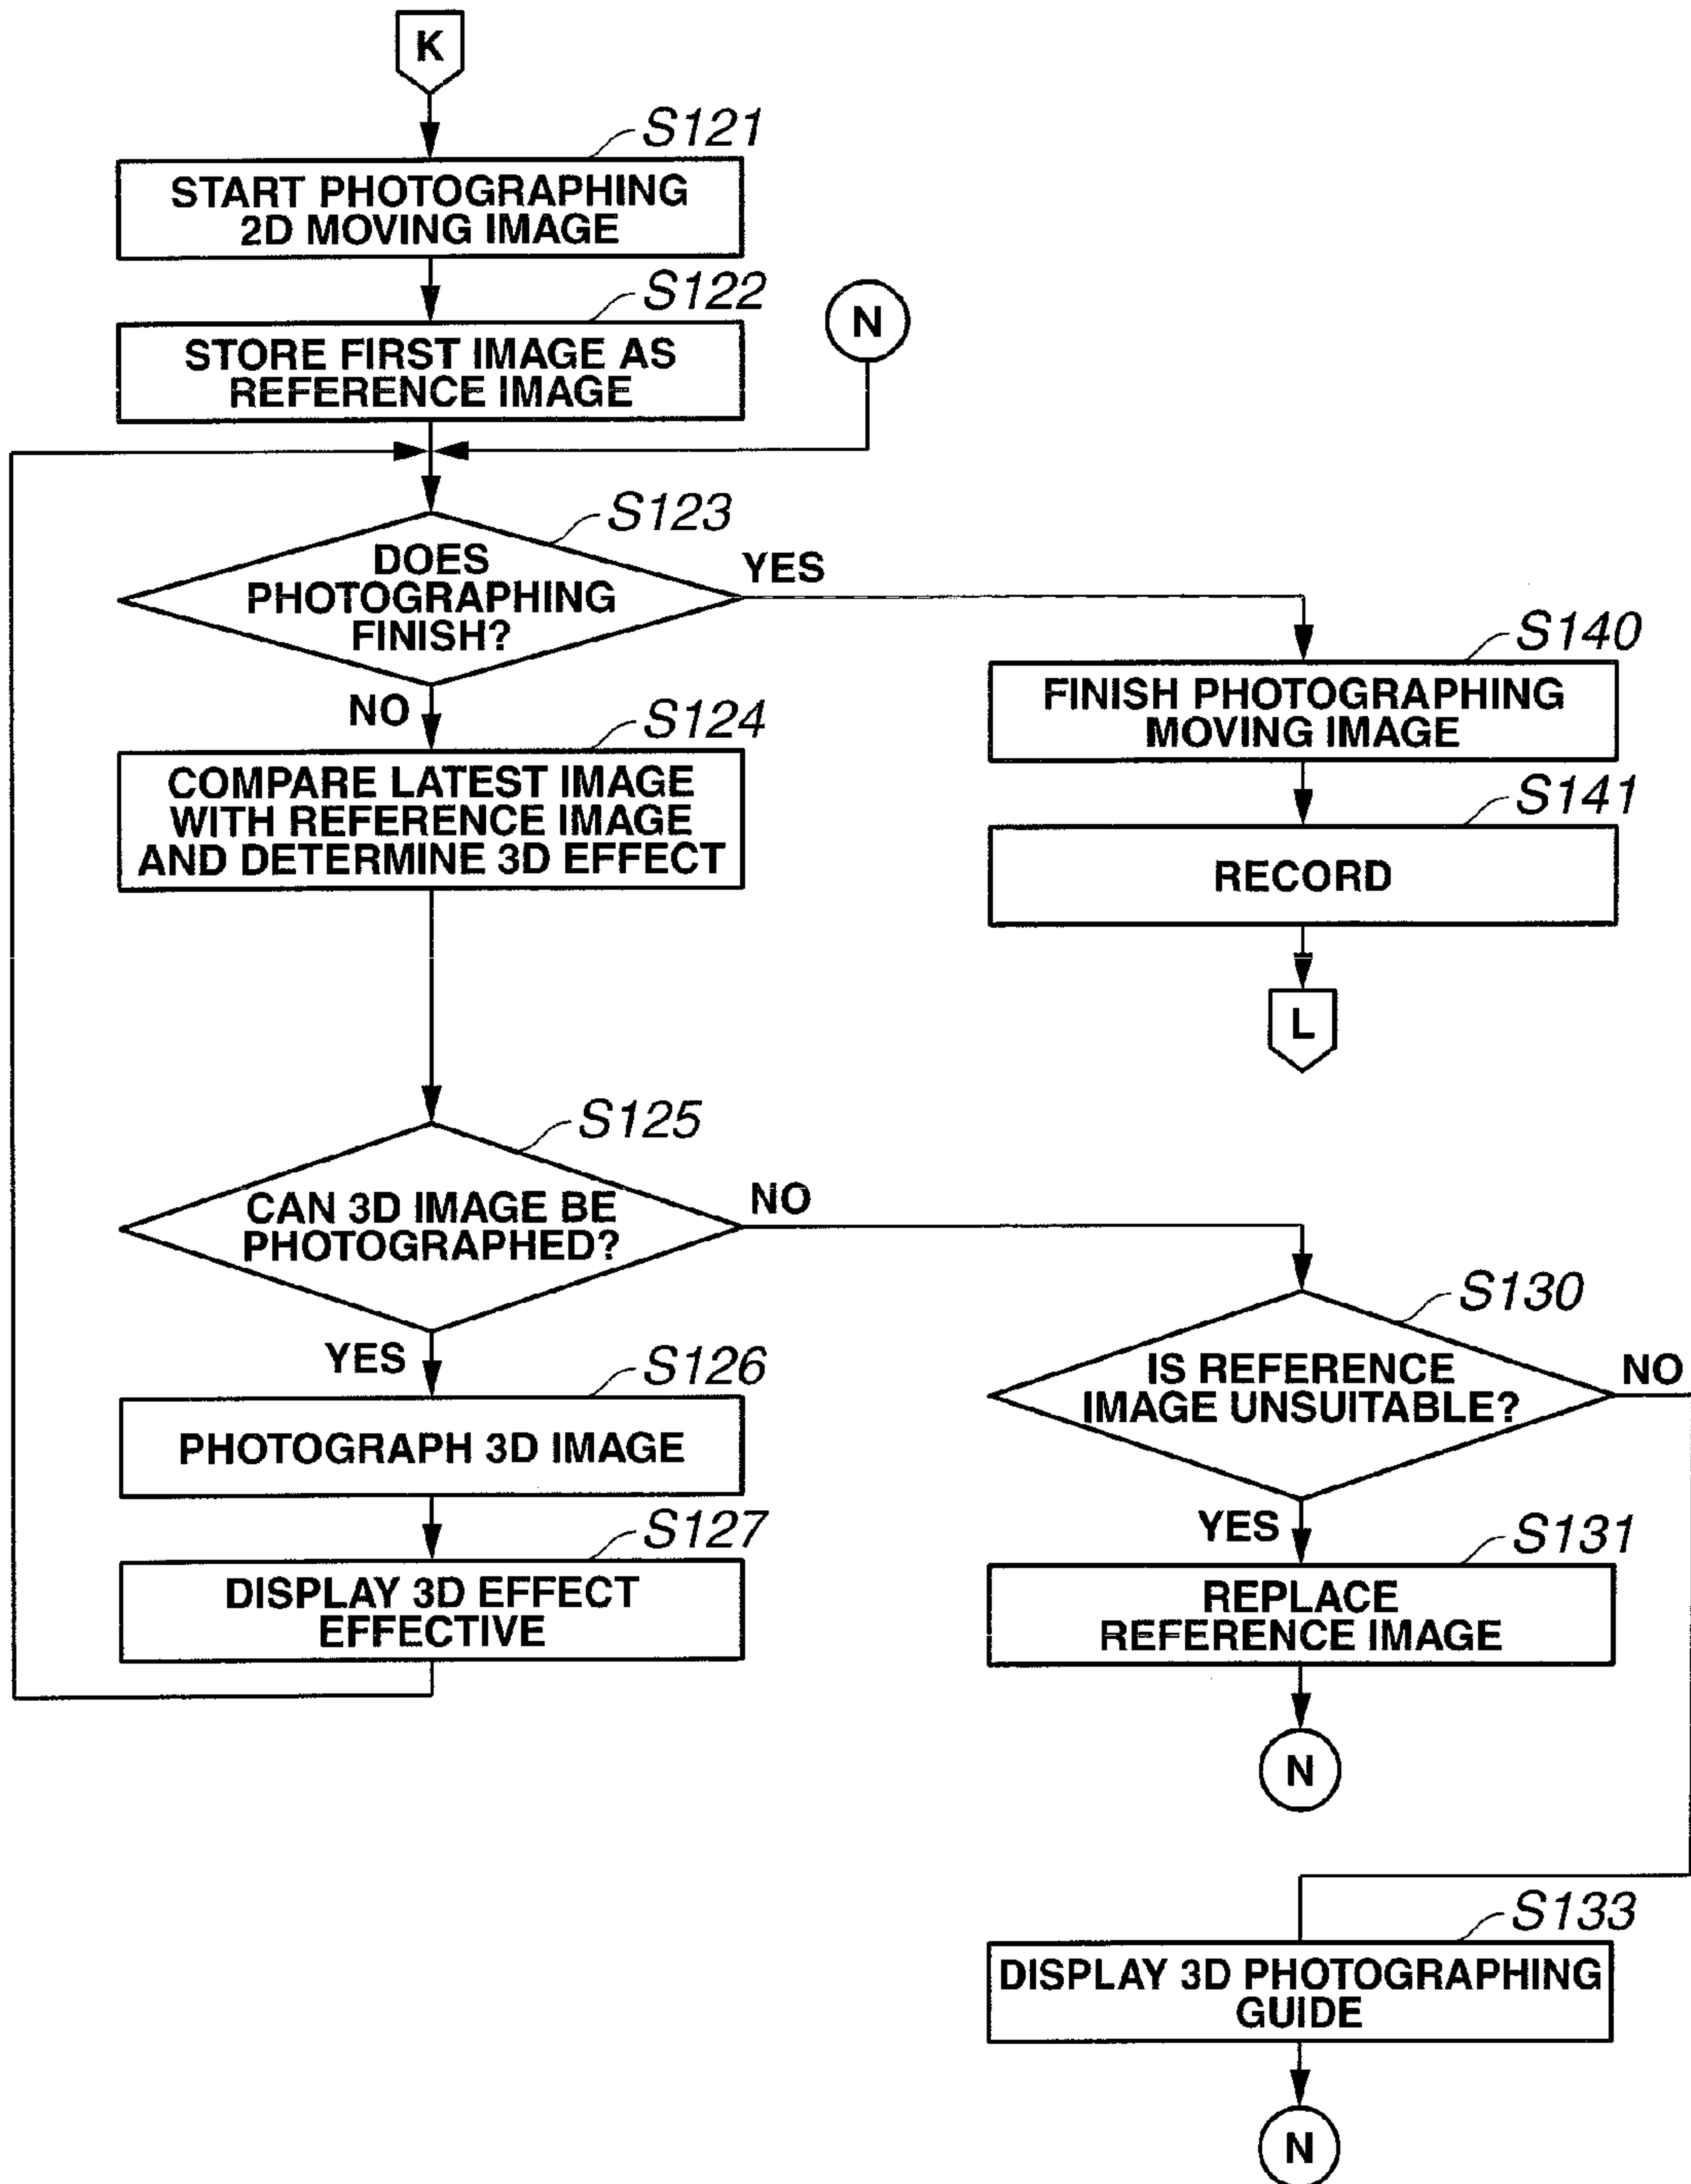 K
S121
START PHOTOGRAPHING
2D MOVING IMAGE
S122
STORE FIRST IMAGE AS
REFERENCE IMAGE
N
S123
DOES
PHOTOGRAPHING
FINISH?
YES
NO
S124
COMPARE LATEST IMAGE
WITH REFERENCE IMAGE
AND DETERMINE 3D EFFECT
S140
FINISH PHOTOGRAPHING
MOVING IMAGE
S141
RECORD
L
S125
CAN 3D IMAGE BE
PHOTOGRAPHED?
NO
YES
S126
PHOTOGRAPH 3D IMAGE
S127
DISPLAY 3D EFFECT
EFFECTIVE
S130
IS REFERENCE
IMAGE UNSUITABLE?
NO
YES
S131
REPLACE
REFERENCE IMAGE
N
S133
DISPLAY 3D PHOTOGRAPHING
GUIDE
N